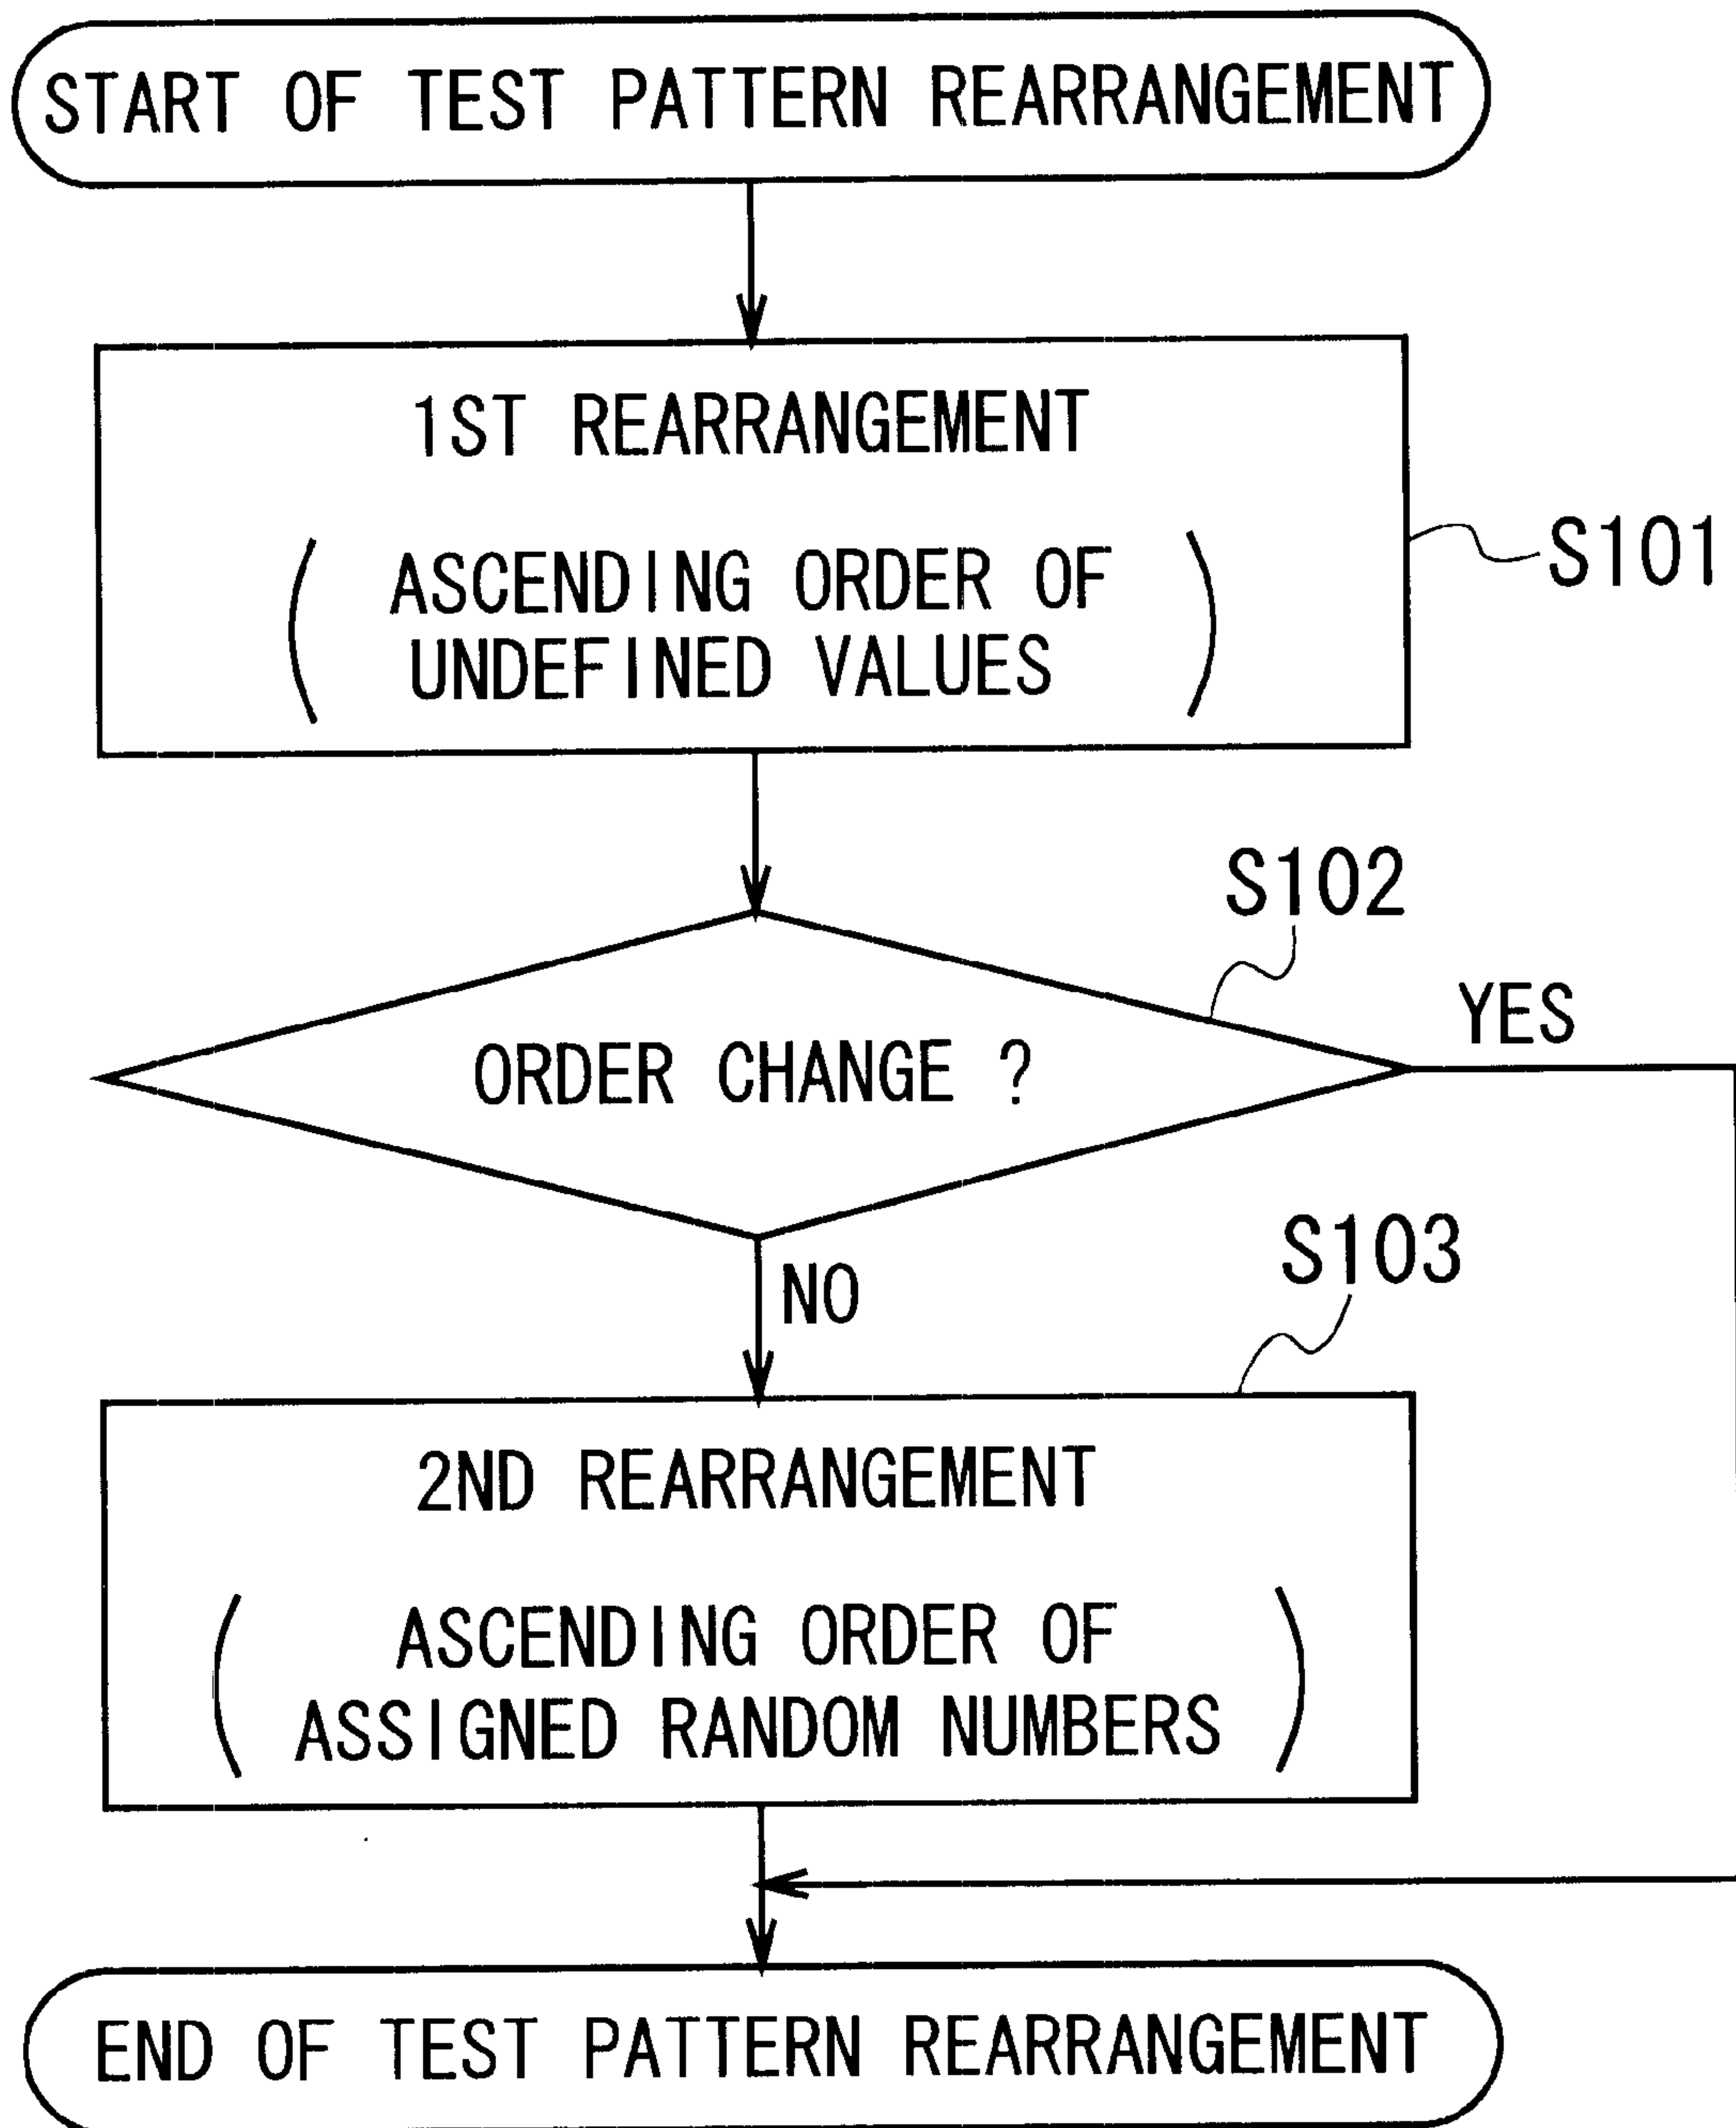 START OF TEST PATTERN REARRANGEMENT
1ST REARRANGEMENT
( ASCENDING ORDER OF
UNDEFINED VALUES )
S101
S102
ORDER CHANGE ?
YES
NO
S103
2ND REARRANGEMENT
( ASCENDING ORDER OF
ASSIGNED RANDOM NUMBERS )
END OF TEST PATTERN REARRANGEMENT